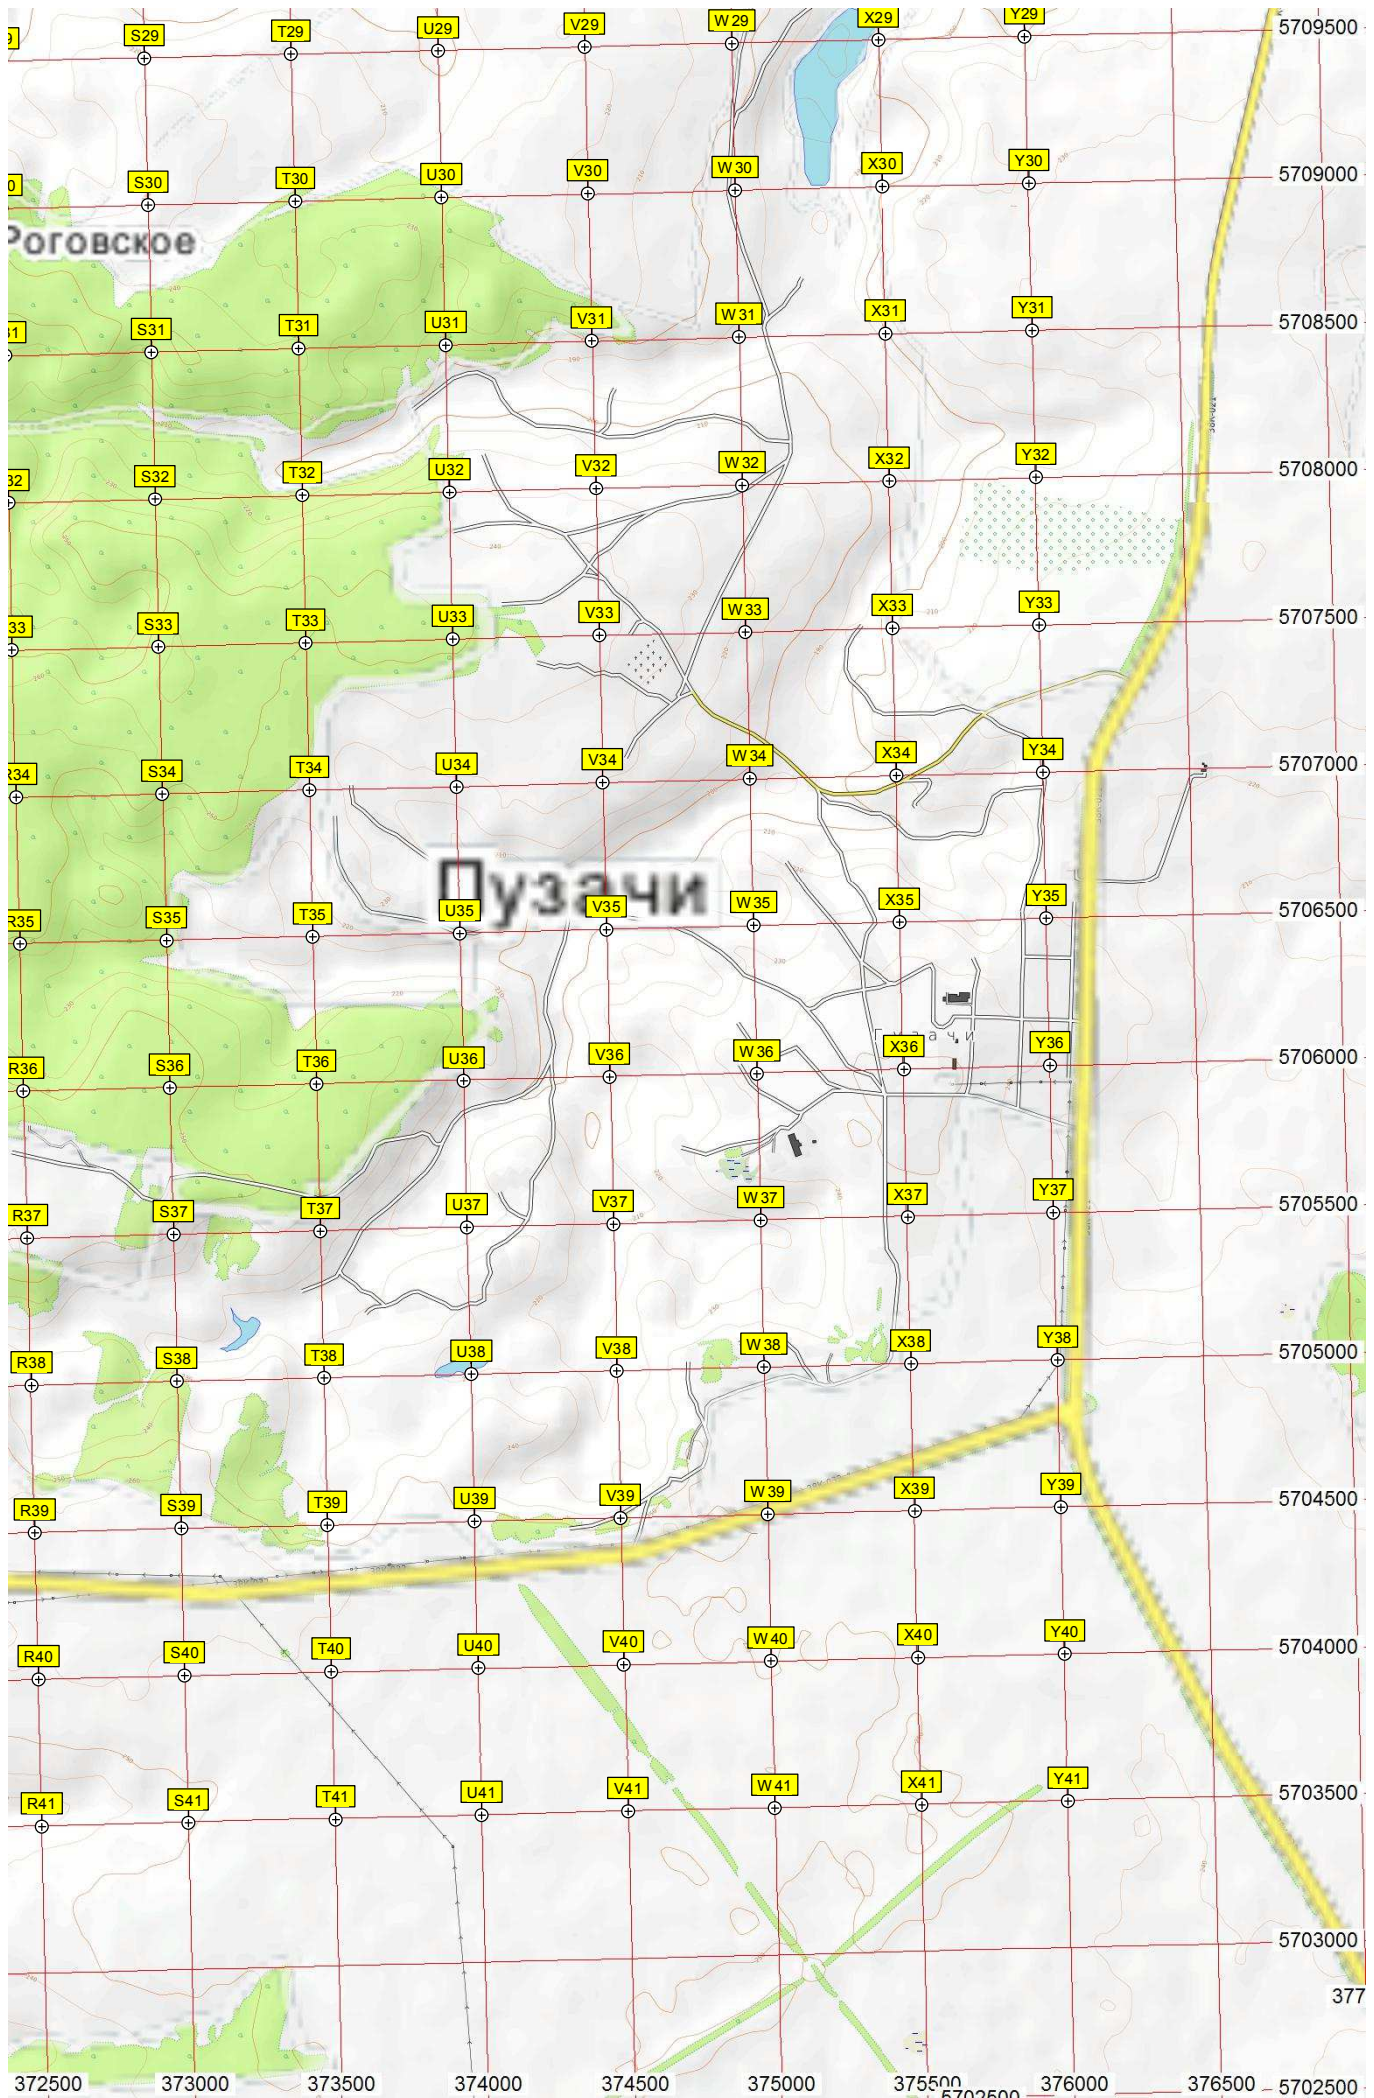 S29 T29 U29 V29 W29 X29 Y29 5709500
S30 T30 U30 V30 W30 X30 Y30 5709000
Роговское
S31 T31 U31 V31 W31 X31 Y31 5708500
S32 T32 U32 V32 W32 X32 Y32 5708000
S33 T33 U33 V33 W33 X33 Y33 5707500
R34 S34 T34 U34 V34 W34 X34 Y34 5707000
Пузачи
R35 S35 T35 U35 V35 W35 X35 Y35 5706500
R36 S36 T36 U36 V36 W36 X36 Y36 5706000
R37 S37 T37 U37 V37 W37 X37 Y37 5705500
R38 S38 T38 U38 V38 W38 X38 Y38 5705000
R39 S39 T39 U39 V39 W39 X39 Y39 5704500
R40 S40 T40 U40 V40 W40 X40 Y40 5704000
R41 S41 T41 U41 V41 W41 X41 Y41 5703500
5703000
377
372500 373000 373500 374000 374500 375000 375500 376000 376500
5702500 5702500